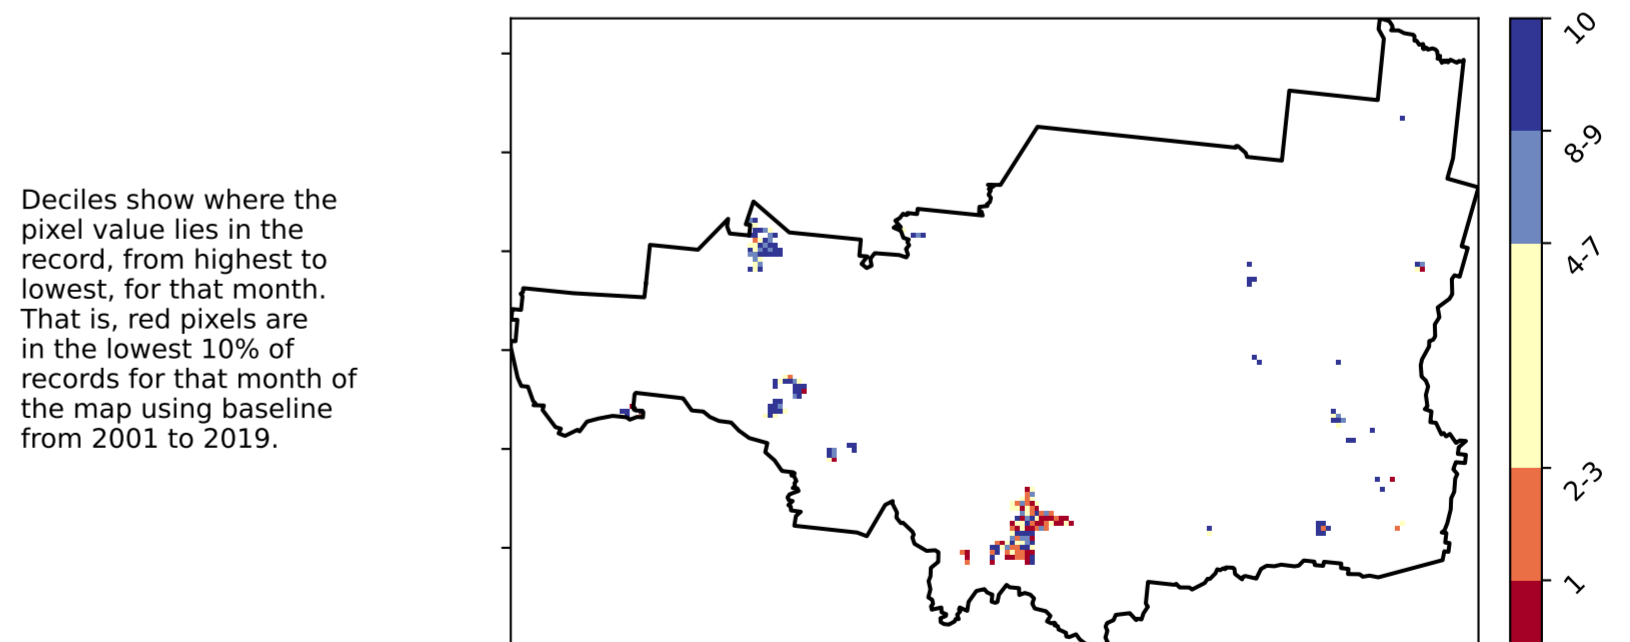 Deciles show where the
pixel value lies in the
record, from highest to
lowest, for that month.
That is, red pixels are
in the lowest 10% of
records for that month of
the map using baseline
from 2001 to 2019.
10
8-9
4-7
2-3
1